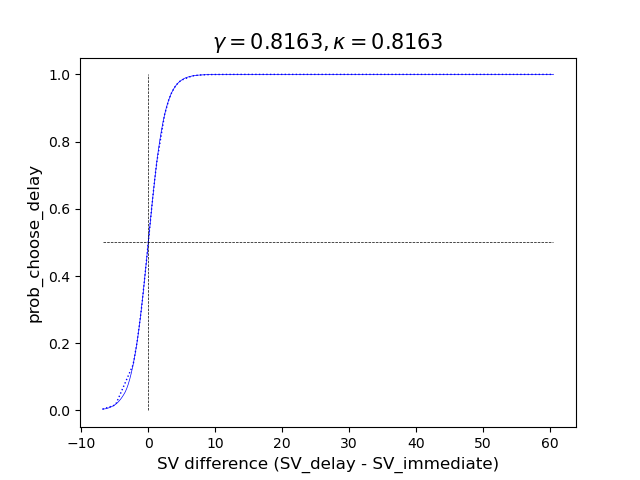 γ = 0.8163, κ = 0.8163
prob_choose_delay
1.0
0.8
0.6
0.4
0.2
0.0
−10 0 10 20 30 40 50 60
SV difference (SV_delay - SV_immediate)